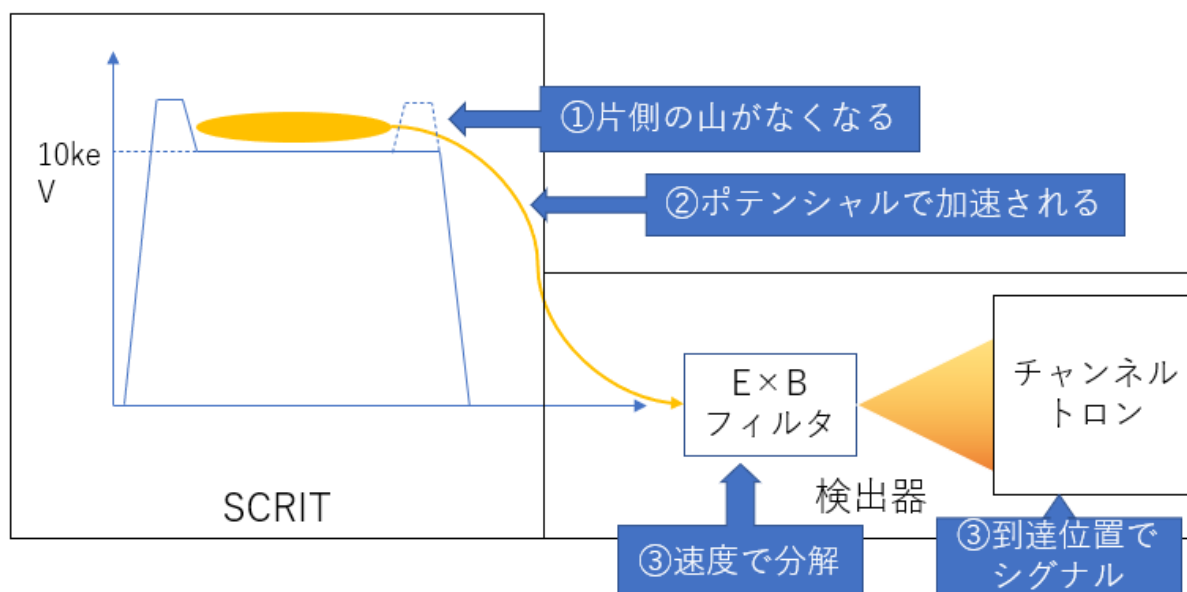 ①片側の山がなくなる
10ke
V
②ポテンシャルで加速される
E×B
フィルタ
チャンネル
トロン
検出器
SCRIT
③速度で分解
③到達位置で
シグナル